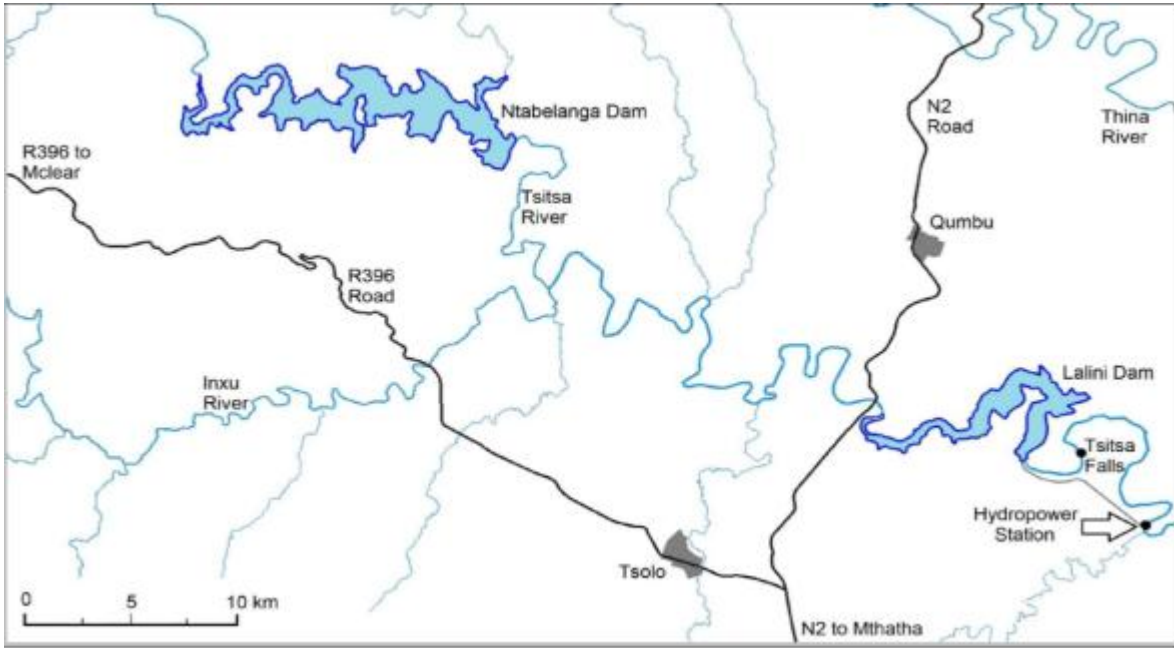 Ntabelanga Dam
N2
Road
Thina
River
R396 to
Mclear
Tsitsa
River
Qumbu
R396
Road
Lalini Dam
Inxu
River
Tsitsa
Falls
Hydropower
Station
Tsolo
0 5 10 km
N2 to Mthatha